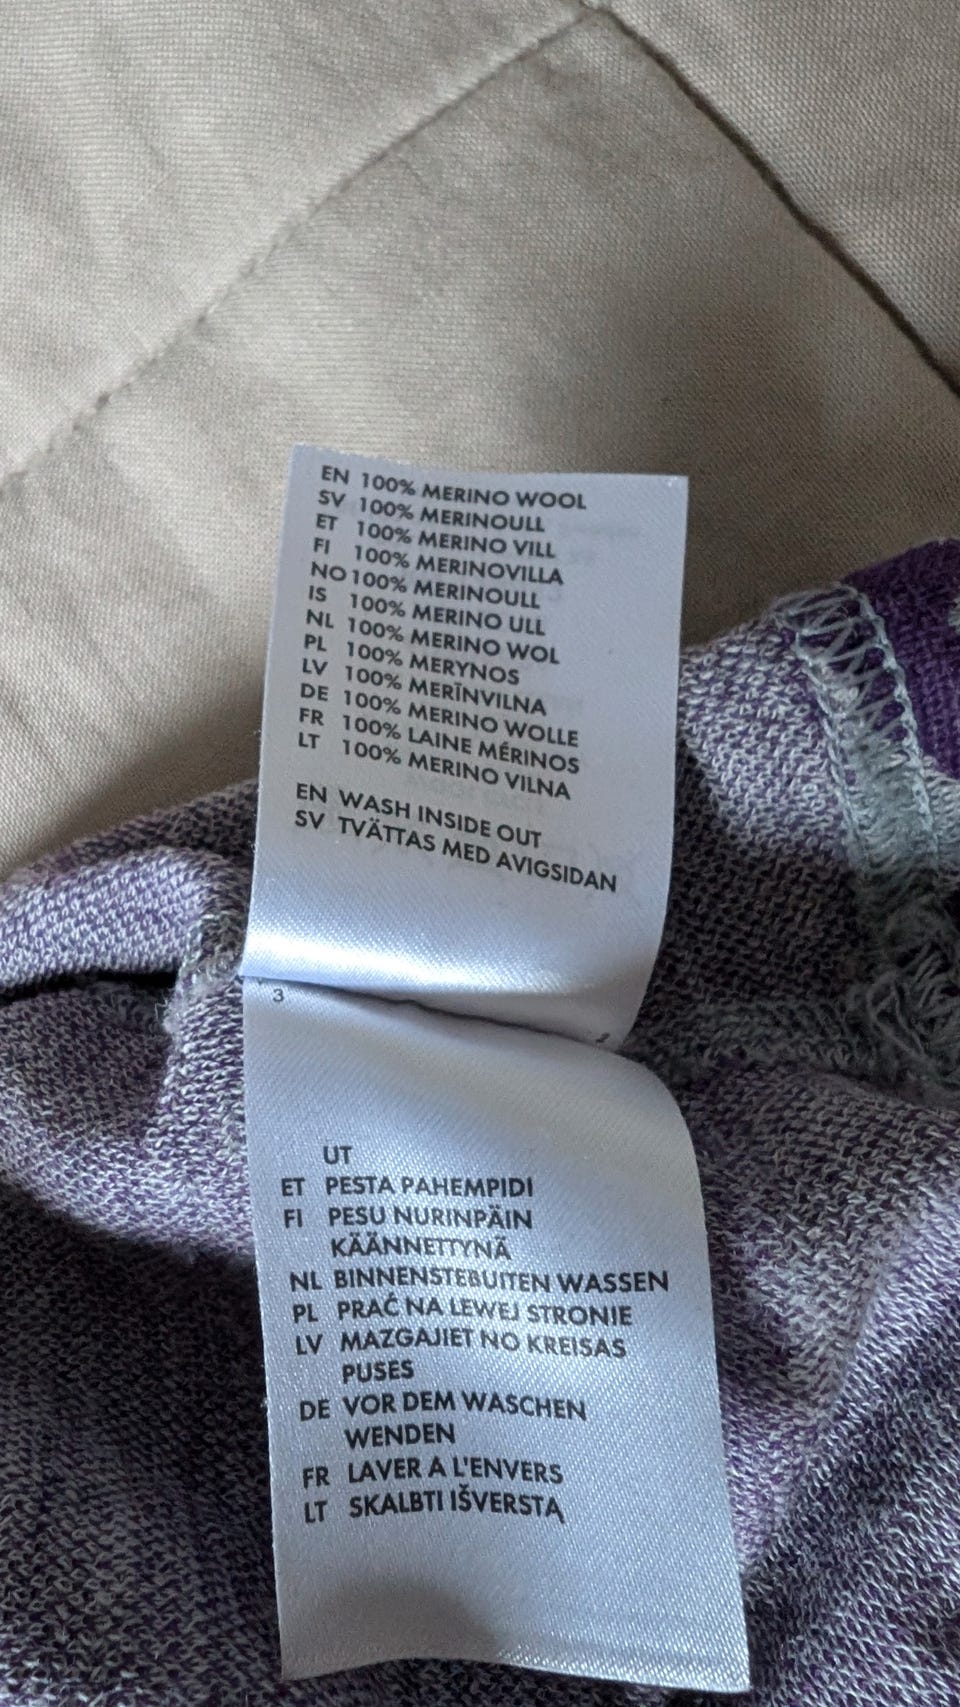 EN 100% MERINO WOOL
SV 100% MERINOULL
ET 100% MERINO VILL
FI 100% MERINOVILLA
NO 100% MERINOULL
IS 100% MERINO ULL
NL 100% MERINO WOL
PL 100% MERYNOS
LV 100% MERĪNVILNA
DE 100% MERINO WOLLE
FR 100% LAINE MÉRINOS
LT 100% MERINO VILNA
EN WASH INSIDE OUT
SV TVÄTTAS MED AVIGSIDAN
3
UT
ET PESTA PAHEMPIDI
FI PESU NURINPÄIN
KÄÄNNETTYNÄ
NL BINNENSTEBUITEN WASSEN
PL PRAĆ NA LEWEJ STRONIE
LV MAZGAJIET NO KREISAS
PUSES
DE VOR DEM WASCHEN
WENDEN
FR LAVER A L'ENVERS
LT SKALBTI IŠVERSTĄ